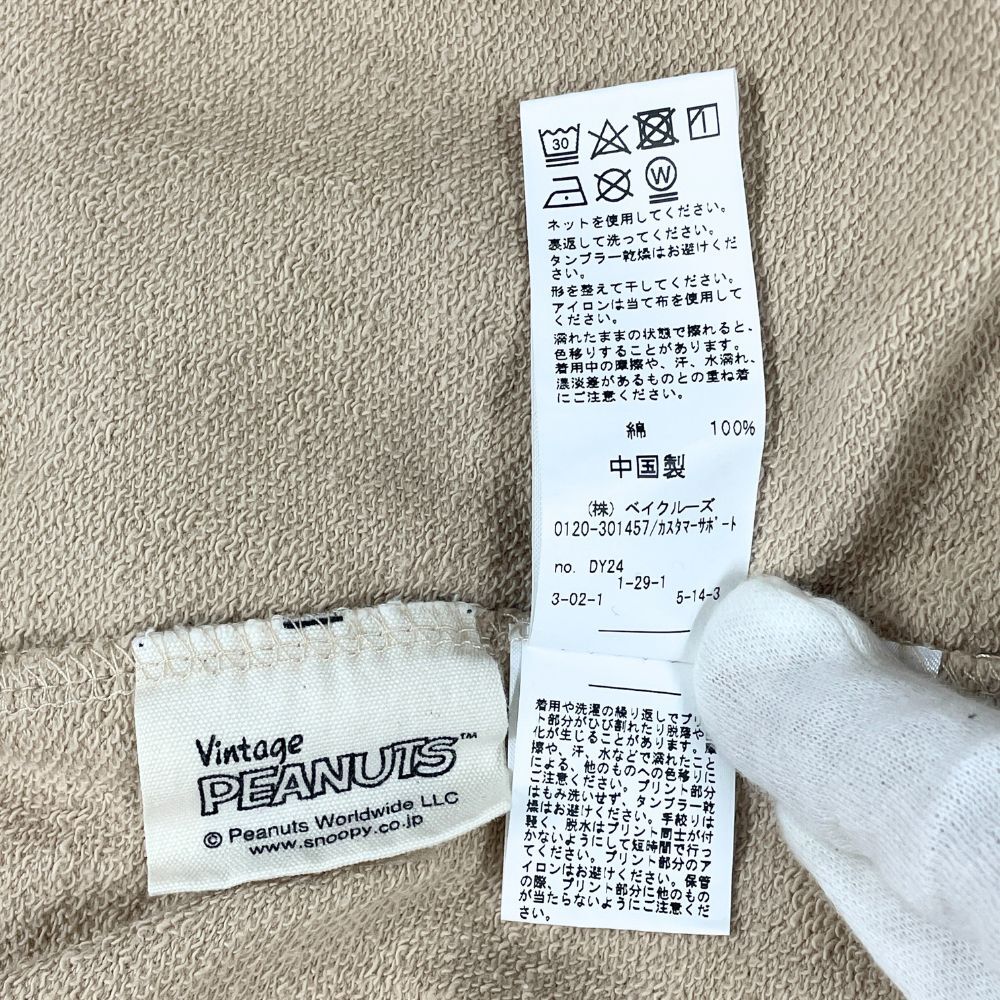 30
W
ネットを使用してください。
裏返して洗ってください。
タンブラー乾燥はお避けくだ
さい。
形を整えて干してください。
アイロンは当て布を使用して
ください。
濡れたままの状態で擦れると、
色移りすることがあります。
着用中の摩擦や、汗、水濡れ、
濃淡差があるものとの重ね着
にご注意ください。
綿 100%
中国製
(株) ベイクルーズ
0120-301457/カスタマーサポート
no. DY24
1-29-1
3-02-1 5-14-3
着用や洗濯の繰り返しでプリ
ト部分がひび割れたり脱落や
化が生じることがあります。摩
擦や、汗、水などで濡れたこと
による、他のものへの色移りに
ご注意ください。プリント部分
はもみ洗いせず、タンブラー乾
燥はお避けください。手絞りは
軽く、脱水はプリント同士が付
かないようにして短時間で行っ
てください。プリント部分のア
イロンはお避けください。保管
の際、プリント部分に他のもの
が当たらないようにご注意くだ
さい。
Vintage
PEANUTS™
© Peanuts Worldwide LLC
www.snoopy.co.jp